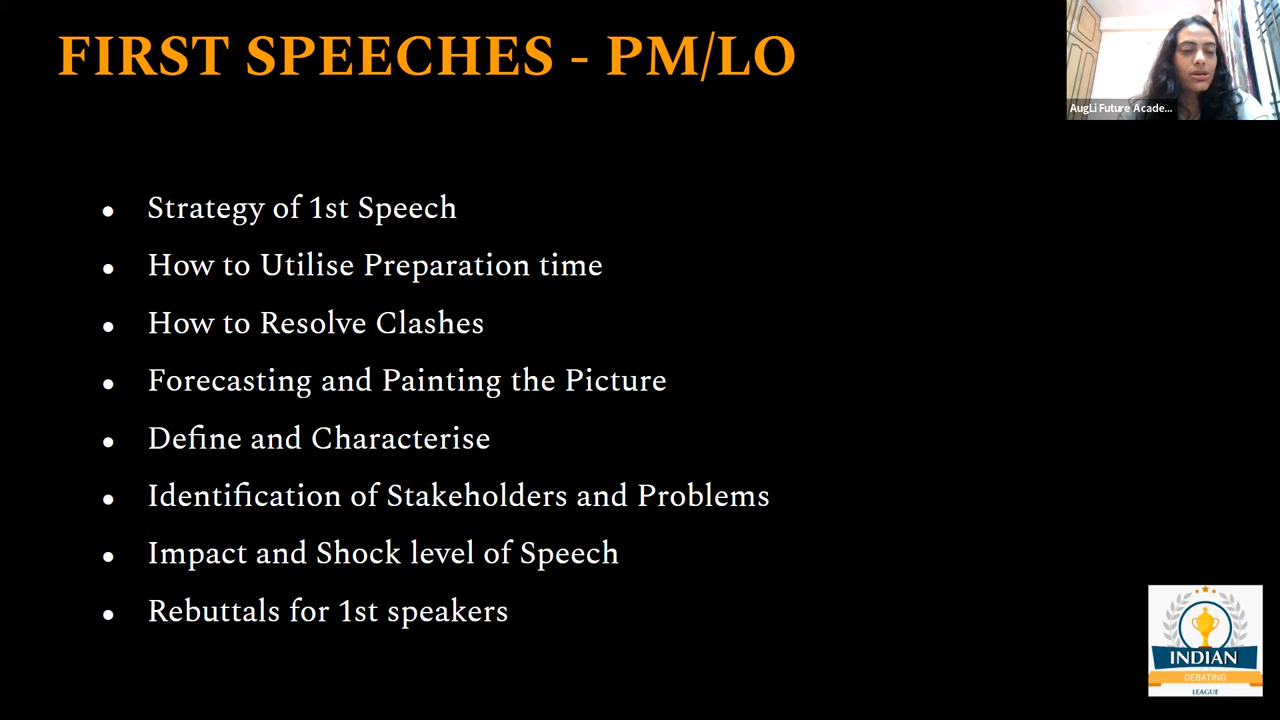 FIRST SPEECHES - PM/LO
AugLi Future Acade...
• Strategy of 1st Speech
• How to Utilise Preparation time
• How to Resolve Clashes
• Forecasting and Painting the Picture
• Define and Characterise
• Identification of Stakeholders and Problems
• Impact and Shock level of Speech
• Rebuttals for 1st speakers
INDIAN
DEBATING
LEAGUE